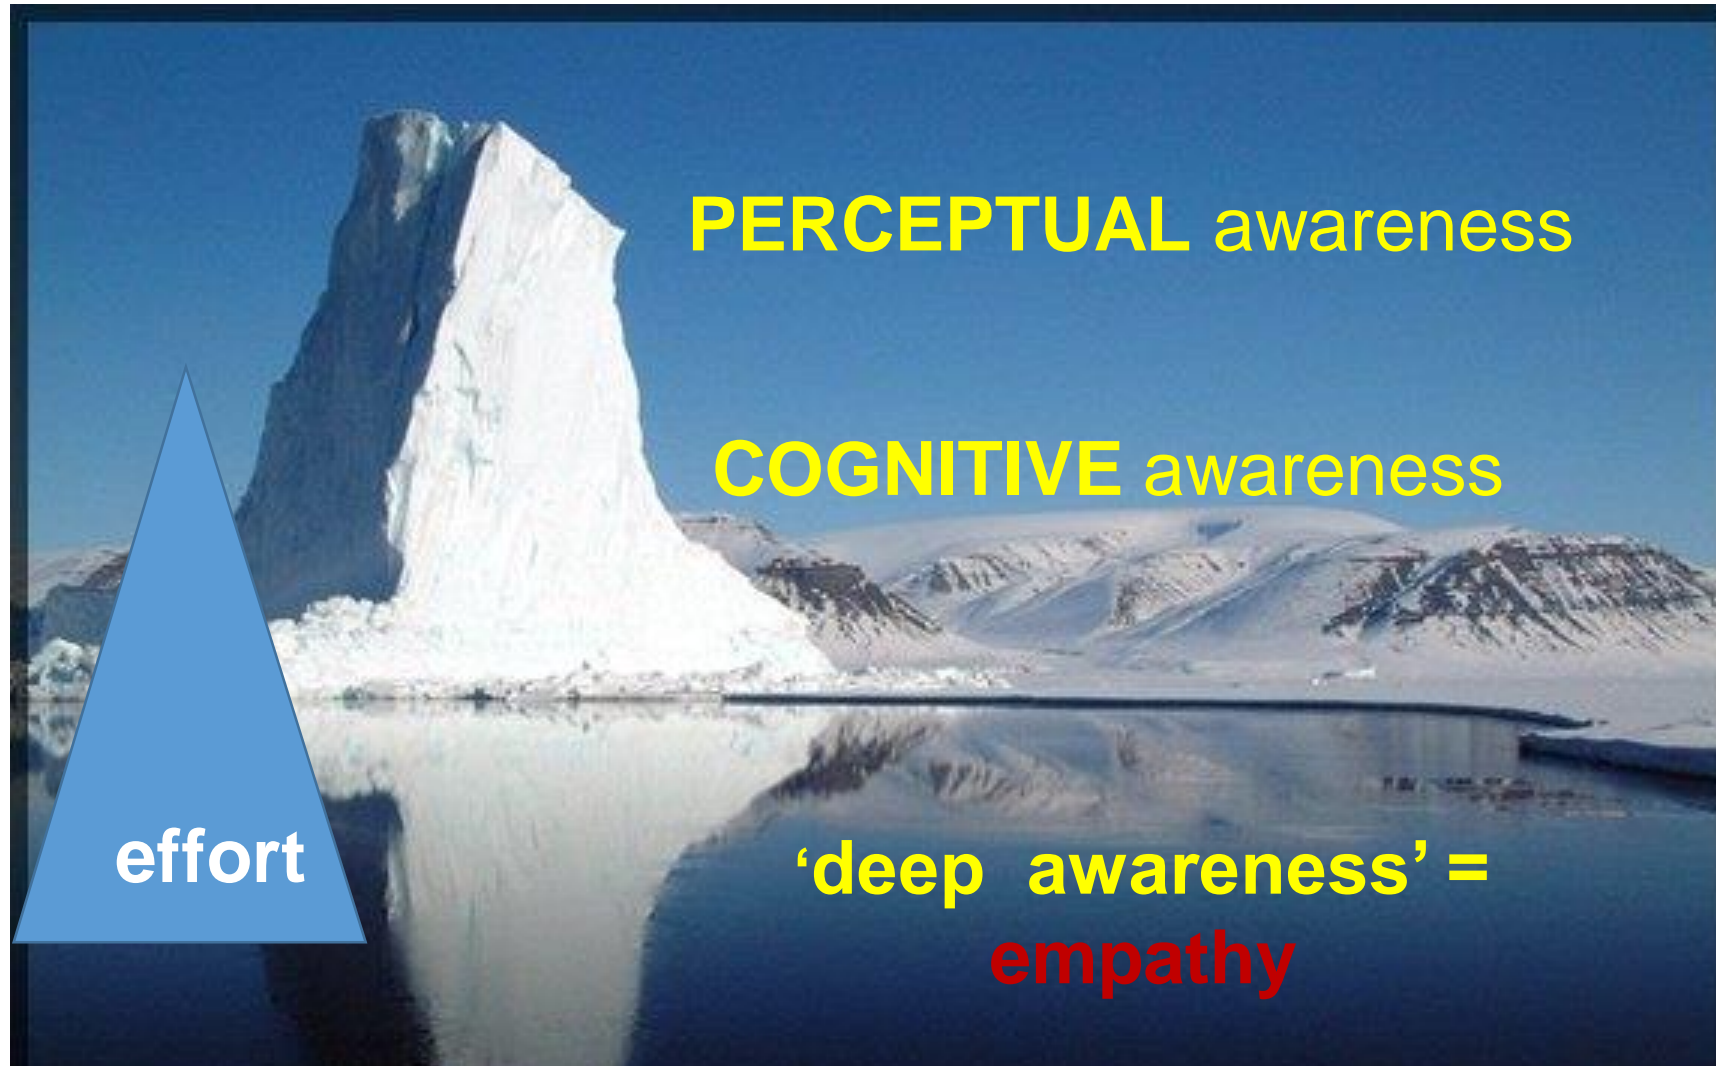 PERCEPTUAL awareness
COGNITIVE awareness
effort
‘deep awareness’ =
empathy